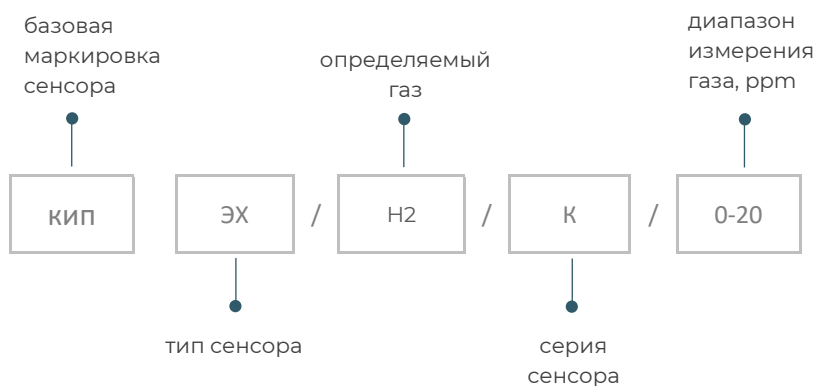 базовая
маркировка
сенсора
определяемый
газ
диапазон
измерения
газа, ppm
кип ЭХ / H2 / К / 0-20
тип сенсора
серия
сенсора